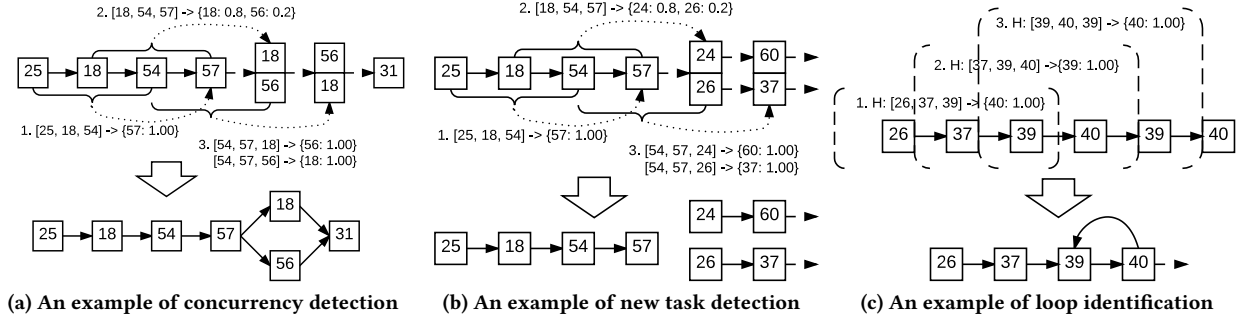 2. [18, 54, 57] -> {18: 0.8, 56: 0.2}
25 18 54 57 18 56 56 18 31
1. [25, 18, 54] -> {57: 1.00}
3. [54, 57, 18] -> {56: 1.00}
[54, 57, 56] -> {18: 1.00}
25 18 54 57 18 56 31
(a) An example of concurrency detection
2. [18, 54, 57] -> {24: 0.8, 26: 0.2}
25 18 54 57 24 60
26 37
1. [25, 18, 54] -> {57: 1.00}
3. [54, 57, 24] -> {60: 1.00}
[54, 57, 26] -> {37: 1.00}
24 60
25 18 54 57
26 37
(b) An example of new task detection
3. H: [39, 40, 39] -> {40: 1.00}
2. H: [37, 39, 40] ->{39: 1.00}
1. H: [26, 37, 39] -> {40: 1.00}
26 37 39 40 39 40
26 37 39 40
(c) An example of loop identification